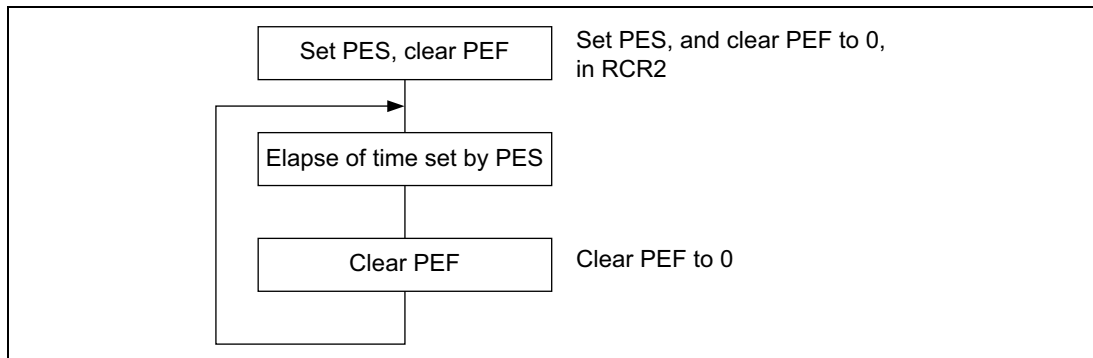 Set PES, clear PEF
Set PES, and clear PEF to 0,
in RCR2
Elapse of time set by PES
Clear PEF
Clear PEF to 0